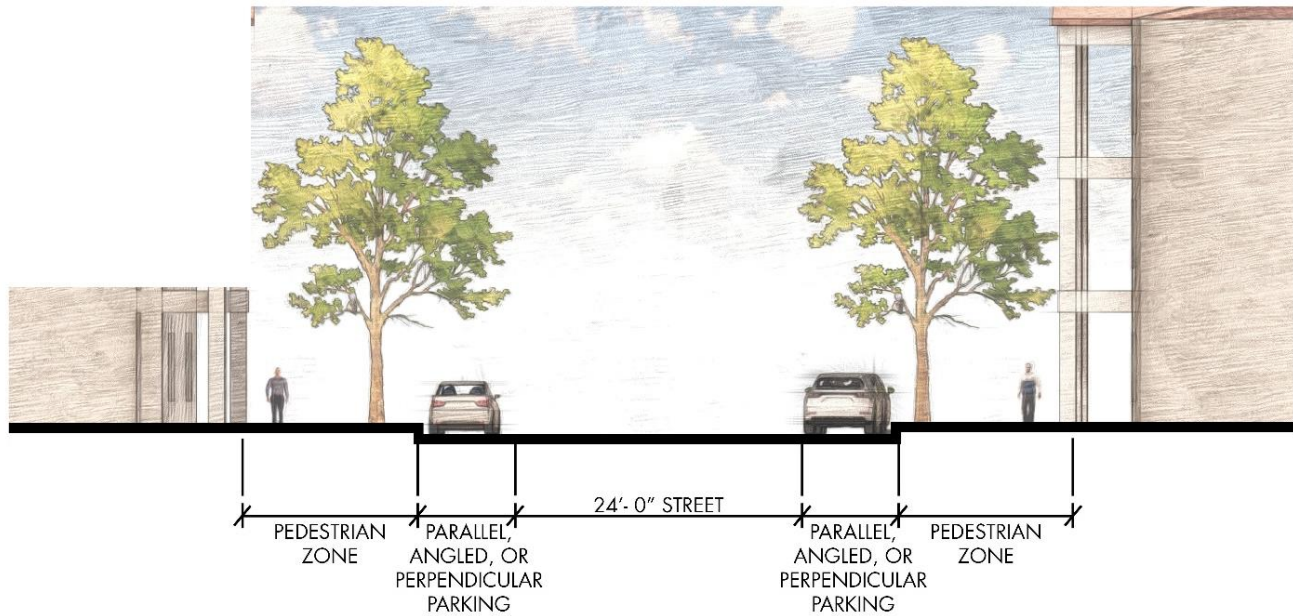 24'- 0" STREET
PEDESTRIAN
ZONE
PARALLEL,
ANGLED, OR
PERPENDICULAR
PARKING
PARALLEL,
ANGLED, OR
PERPENDICULAR
PARKING
PEDESTRIAN
ZONE